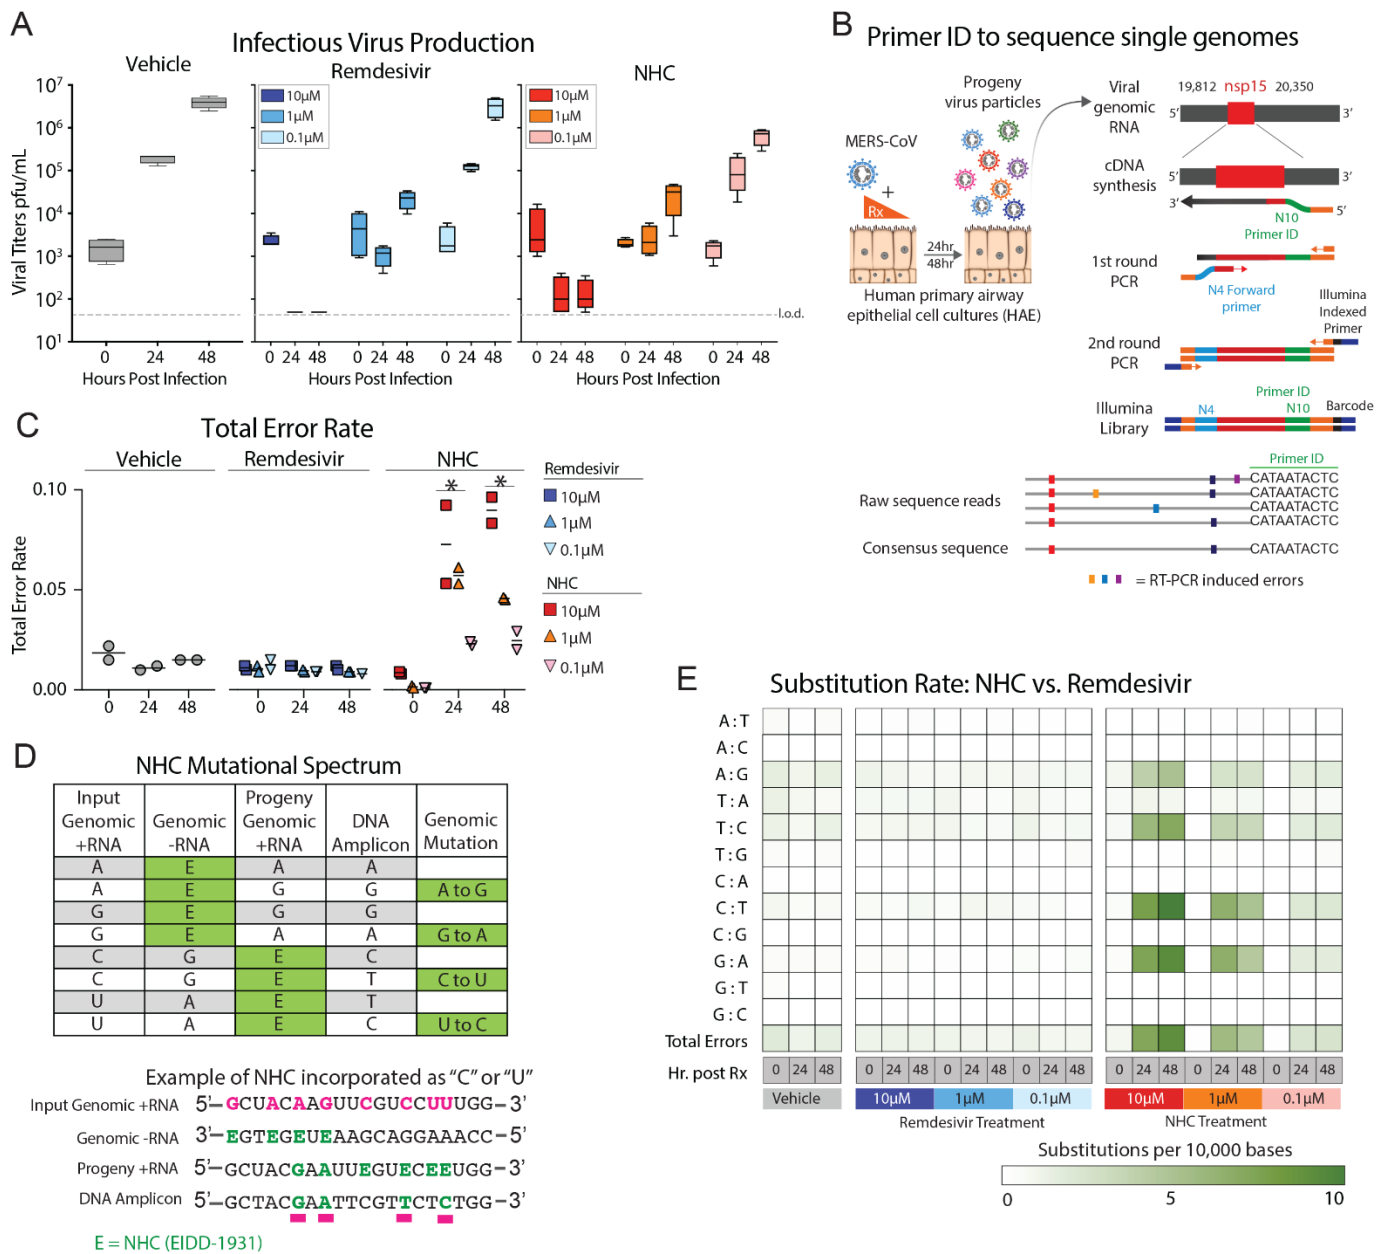 A
Infectious Virus Production
Vehicle
Remdesivir
NHC
Viral Titers pfu/mL
10⁷
10⁶
10⁵
10⁴
10³
10²
10¹
10µM
1µM
0.1µM
10µM
1µM
0.1µM
l.o.d.
0 24 48
0 24 48 0 24 48 0 24 48
0 24 48 0 24 48 0 24 48
Hours Post Infection
Hours Post Infection
Hours Post Infection
B
Primer ID to sequence single genomes
MERS-CoV
+
Rx
Progeny
virus particles
24hr
48hr
Human primary airway
epithelial cell cultures (HAE)
Viral
genomic
RNA
19,812 nsp15 20,350
5′ 3′
cDNA
synthesis
5′ 3′
3′ 5′
N10
Primer ID
1st round
PCR
N4 Forward
primer
Illumina
Indexed
Primer
2nd round
PCR
Illumina
Library
N4
Primer ID
N10
Barcode
Primer ID
Raw sequence reads
CATAATACTC
CATAATACTC
CATAATACTC
CATAATACTC
Consensus sequence
CATAATACTC
= RT-PCR induced errors
C
Total Error Rate
Vehicle
Remdesivir
NHC
Total Error Rate
0.10
0.05
0.00
* *
0 24 48
0 24 48
0 24 48
Remdesivir
10µM
1µM
0.1µM
NHC
10µM
1µM
0.1µM
D
NHC Mutational Spectrum
Input Genomic +RNA | Genomic -RNA | Progeny Genomic +RNA | DNA Amplicon | Genomic Mutation
A E A A
A E G G A to G
G E G G
G E A A G to A
C G E C
C G E T C to U
U A E T
U A E C U to C
Example of NHC incorporated as “C” or “U”
Input Genomic +RNA 5′–GCUACAAGUUCGUCCUUUGG–3′
Genomic -RNA 3′–EGTEGEUEAAGCAGGAAACC–5′
Progeny +RNA 5′–GCUACGAAUUEGUECEEUGG–3′
DNA Amplicon 5′–GCTACGAATTCGTTCTCTGG–3′
E = NHC (EIDD-1931)
E
Substitution Rate: NHC vs. Remdesivir
A:T
A:C
A:G
T:A
T:C
T:G
C:A
C:T
C:G
G:A
G:T
G:C
Total Errors
Hr. post Rx
0 24 48
0 24 48 0 24 48 0 24 48
0 24 48 0 24 48 0 24 48
Vehicle
10µM 1µM 0.1µM
Remdesivir Treatment
10µM 1µM 0.1µM
NHC Treatment
Substitutions per 10,000 bases
0 5 10